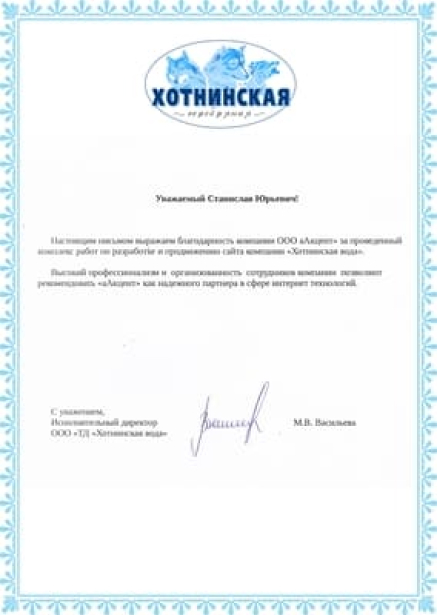 ХОТНИНСКАЯ
Уважаемый Станислав Юрьевич!
Настоящим письмом выражаем благодарность компании ООО «Акцент» за проведенный
комплекс работ по разработке и продвижению сайта компании «Хотнинская вода».
Высокий профессионализм и организованность сотрудников компании позволяют
рекомендовать «Акцент» как надежного партнера в сфере интернет технологий.
С уважением,
Исполнительный директор
М.В. Васильева
ООО «ТД «Хотнинская вода»